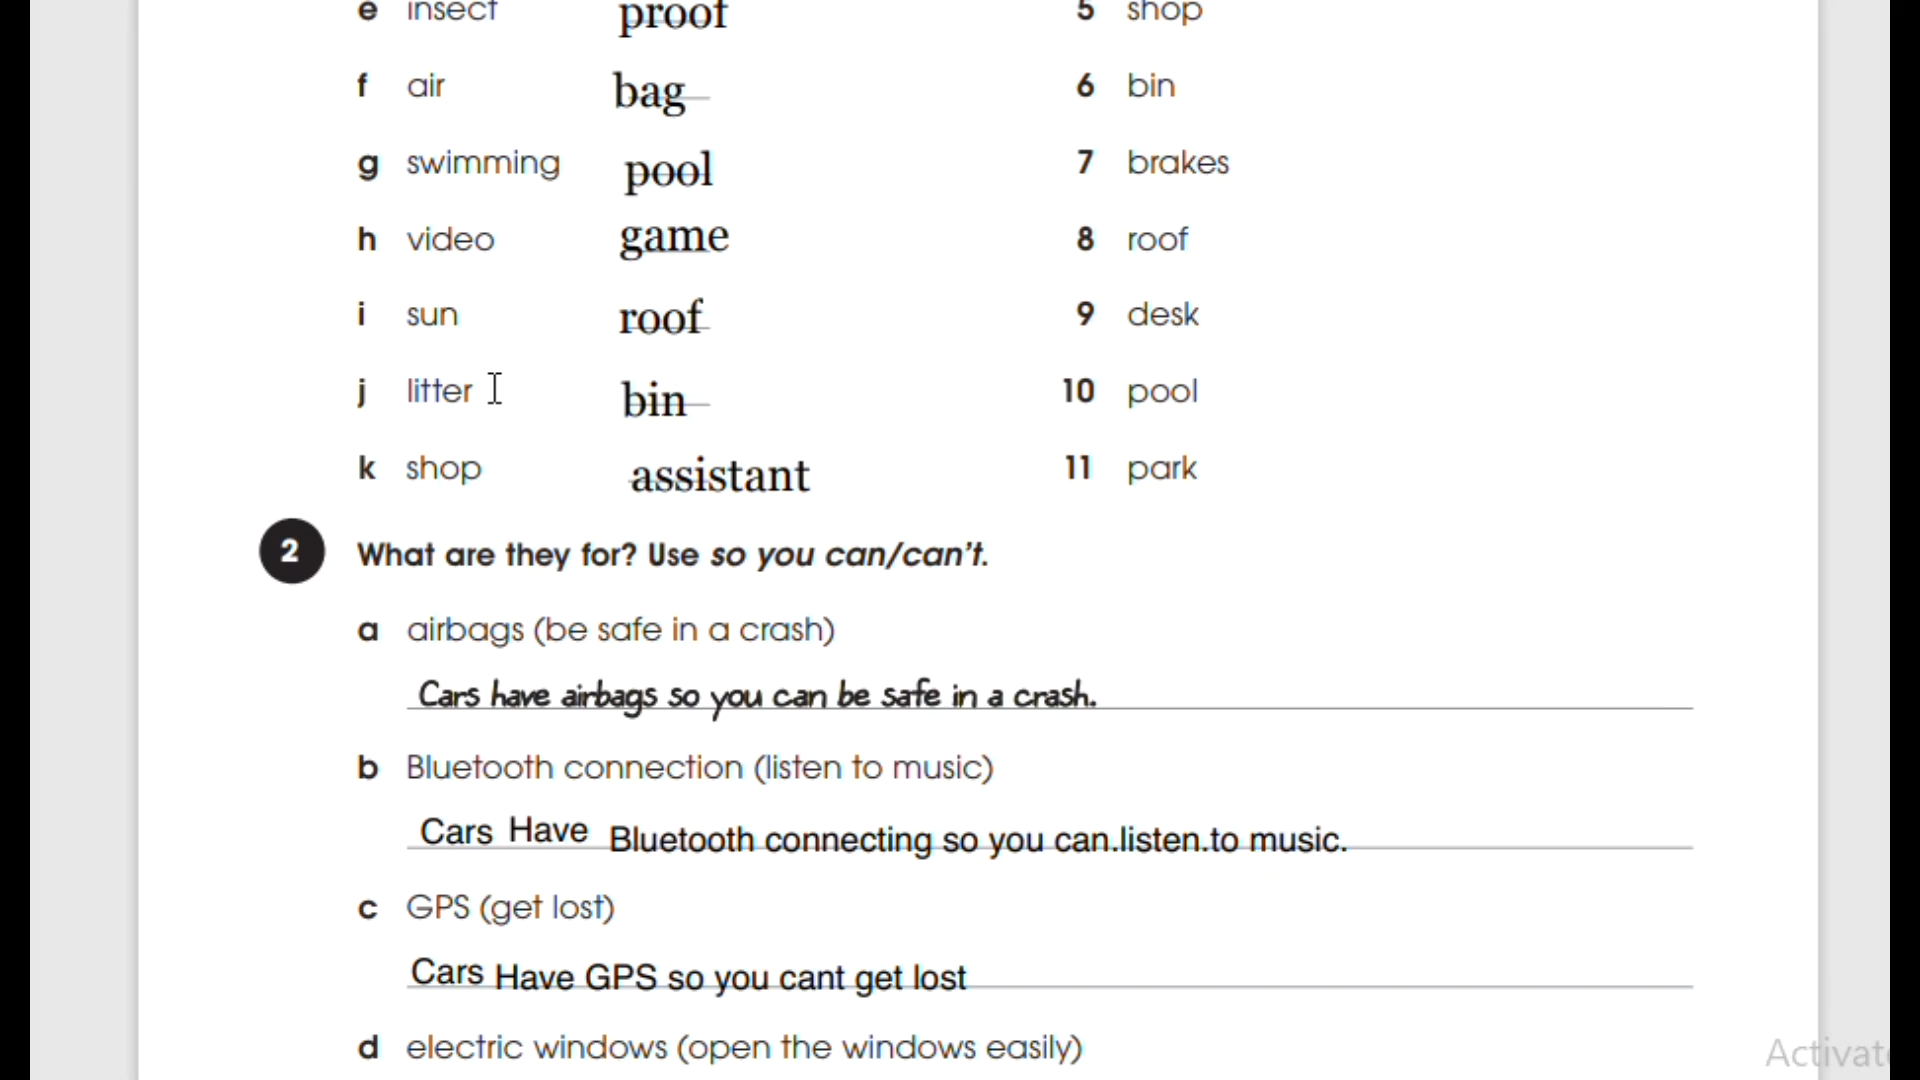 e insect proof 5 shop
f air bag 6 bin
g swimming pool 7 brakes
h video game 8 roof
i sun roof 9 desk
j litter bin 10 pool
k shop assistant 11 park
2 What are they for? Use so you can/can't.
a airbags (be safe in a crash)
Cars have airbags so you can be safe in a crash.
b Bluetooth connection (listen to music)
Cars Have Bluetooth connecting so you can.listen.to music.
c GPS (get lost)
Cars Have GPS so you cant get lost
d electric windows (open the windows easily)
Activate